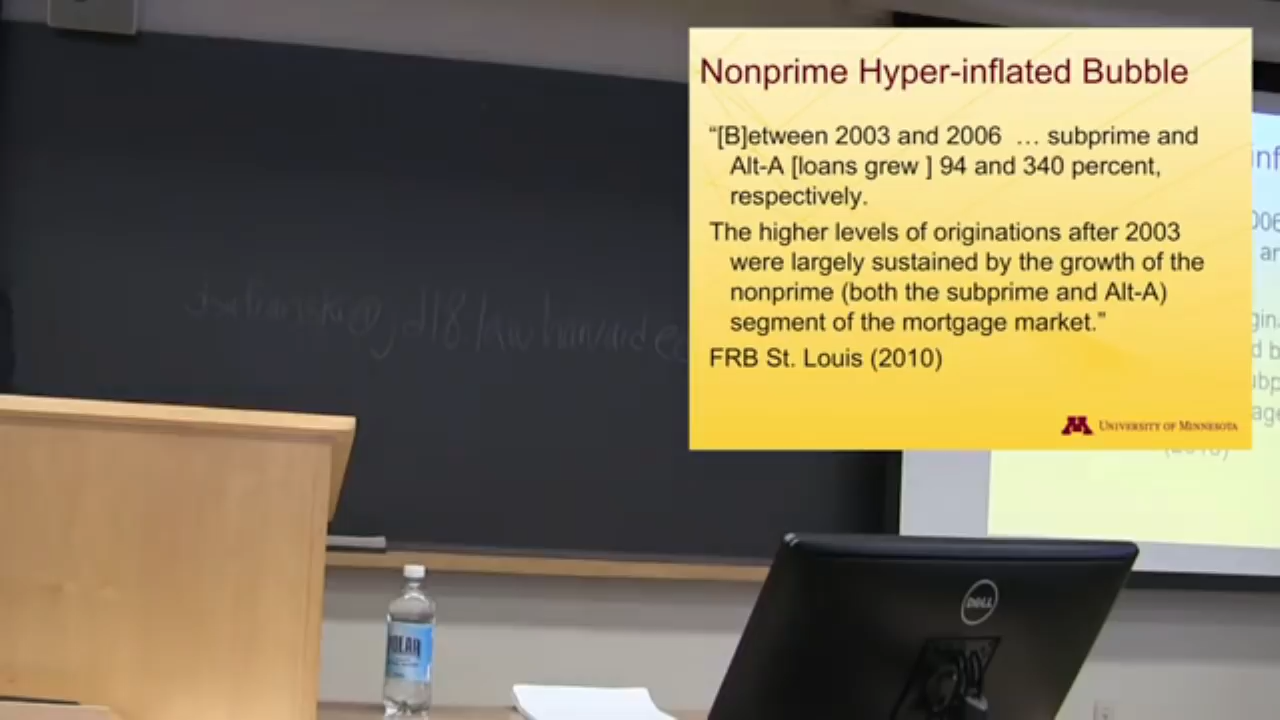 Nonprime Hyper-inflated Bubble
“[B]etween 2003 and 2006 … subprime and
Alt-A [loans grew ] 94 and 340 percent,
respectively.
The higher levels of originations after 2003
were largely sustained by the growth of the
nonprime (both the subprime and Alt-A)
segment of the mortgage market.”
FRB St. Louis (2010)
UNIVERSITY OF MINNESOTA
DELL